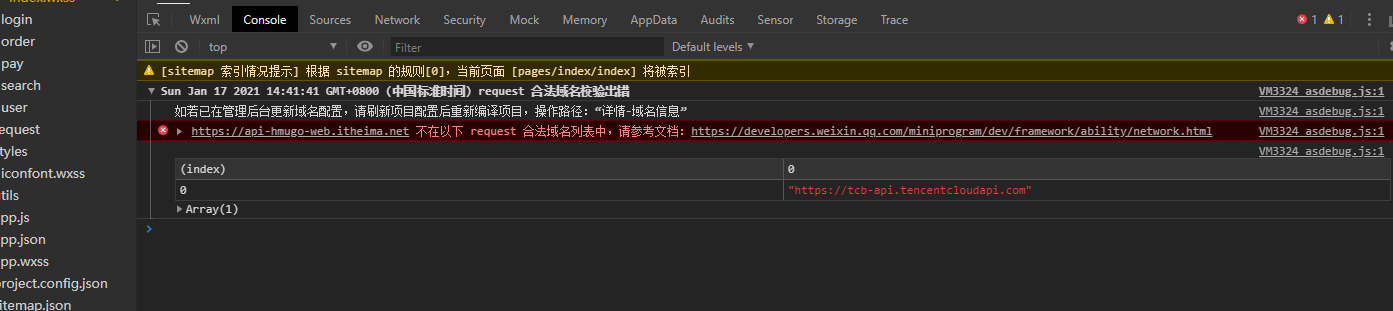 login
order
pay
search
user
equest
tyles
iconfont.wxss
tils
pp.js
pp.json
pp.wxss
roject.config.json
itemap.json
Wxml Console Sources Network Security Mock Memory AppData Audits Sensor Storage Trace 1 1
top Filter Default levels
[sitemap 索引情况提示] 根据 sitemap 的规则[0],当前页面 [pages/index/index] 将被索引
Sun Jan 17 2021 14:41:41 GMT+0800 (中国标准时间) request 合法域名校验出错 VM3324 asdebug.js:1
如若已在管理后台更新域名配置,请刷新项目配置后重新编译项目,操作路径:“详情-域名信息” VM3324 asdebug.js:1
https://api-hmugo-web.itheima.net 不在以下 request 合法域名列表中,请参考文档:https://developers.weixin.qq.com/miniprogram/dev/framework/ability/network.html VM3324 asdebug.js:1
VM3324 asdebug.js:1
(index) 0
0 "https://tcb-api.tencentcloudapi.com"
Array(1)